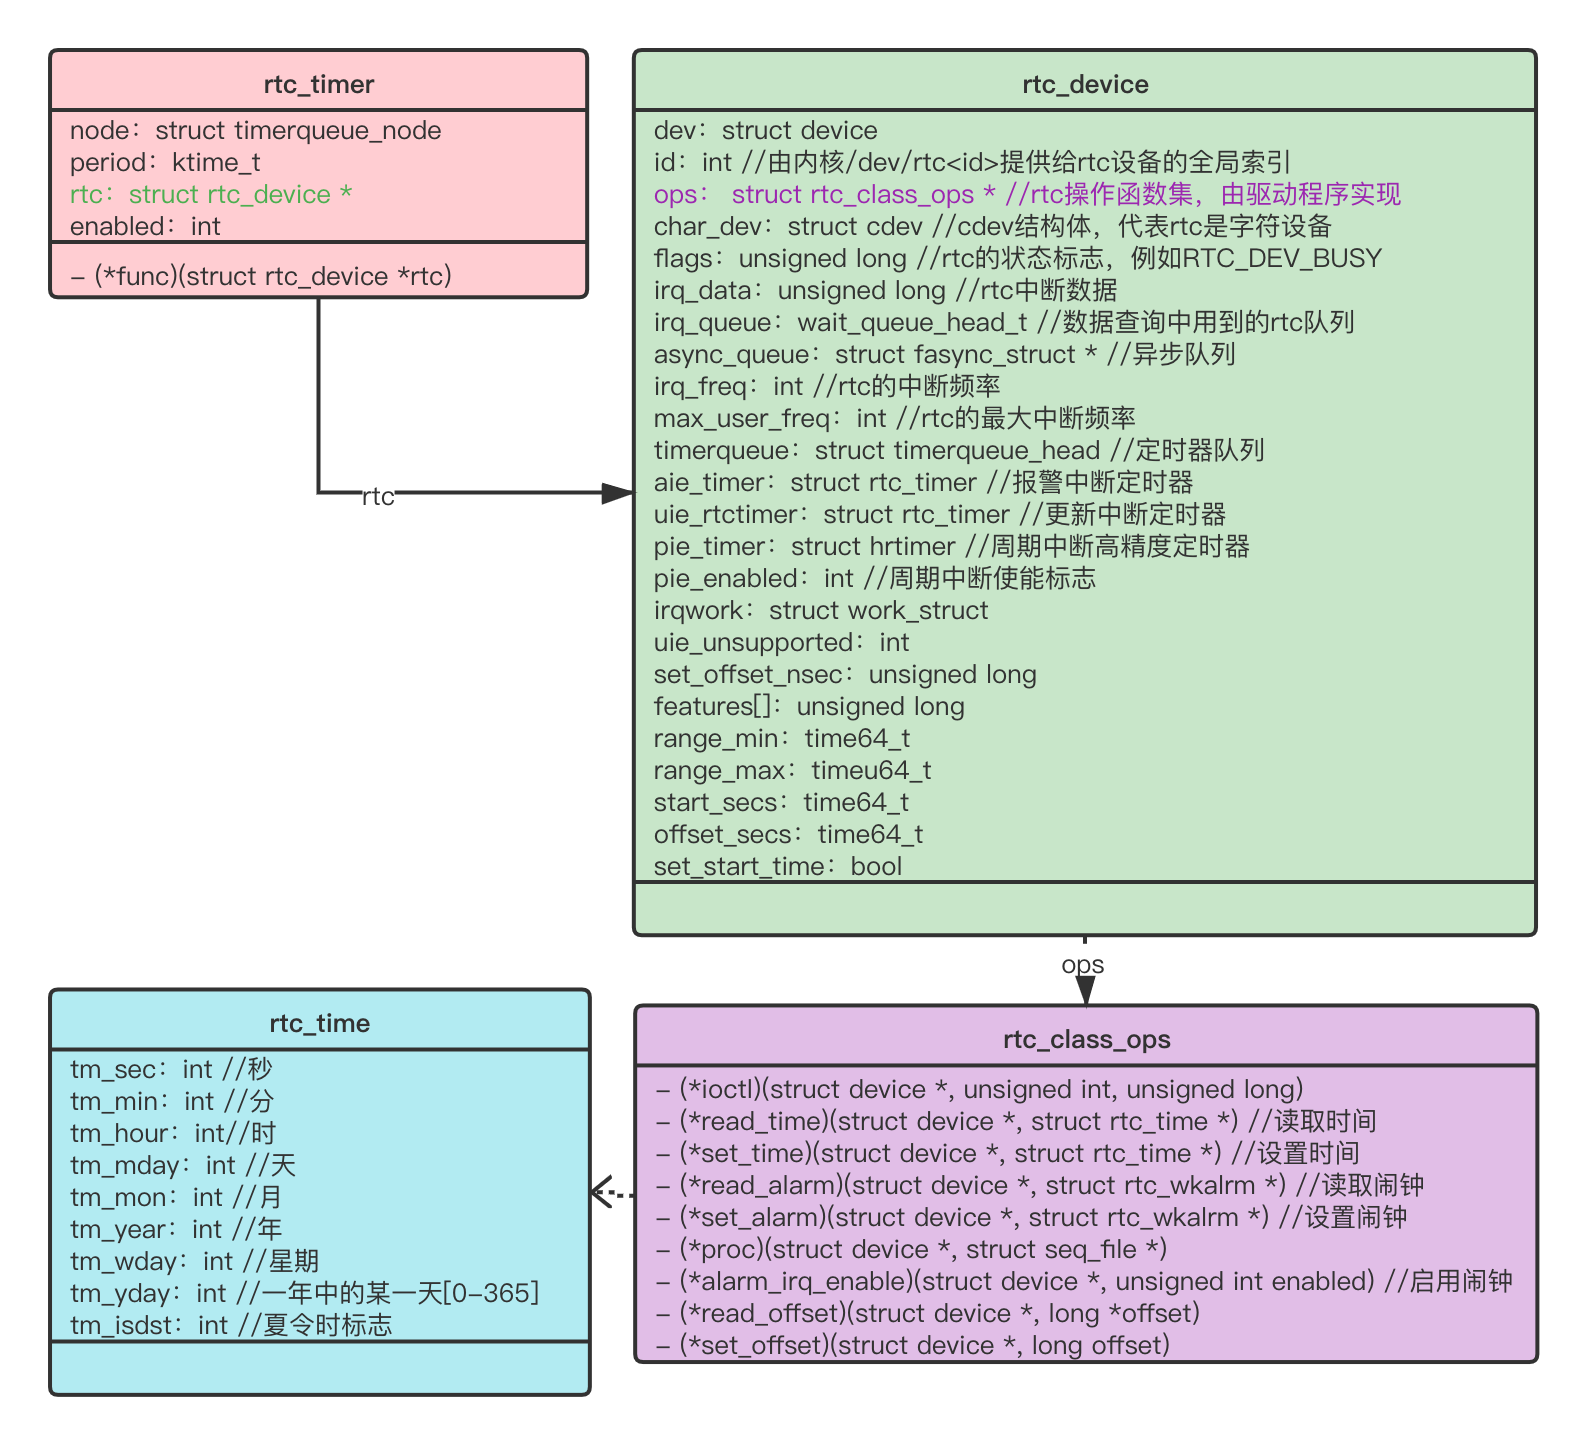 rtc_timer
node：struct timerqueue_node
period：ktime_t
rtc：struct rtc_device *
enabled：int
– (*func)(struct rtc_device *rtc)
rtc
rtc_device
dev：struct device
id：int //由内核/dev/rtc<id>提供给rtc设备的全局索引
ops： struct rtc_class_ops * //rtc操作函数集，由驱动程序实现
char_dev：struct cdev //cdev结构体，代表rtc是字符设备
flags：unsigned long //rtc的状态标志，例如RTC_DEV_BUSY
irq_data：unsigned long //rtc中断数据
irq_queue：wait_queue_head_t //数据查询中用到的rtc队列
async_queue：struct fasync_struct * //异步队列
irq_freq：int //rtc的中断频率
max_user_freq：int //rtc的最大中断频率
timerqueue：struct timerqueue_head //定时器队列
aie_timer：struct rtc_timer //报警中断定时器
uie_rtctimer：struct rtc_timer //更新中断定时器
pie_timer：struct hrtimer //周期中断高精度定时器
pie_enabled：int //周期中断使能标志
irqwork：struct work_struct
uie_unsupported：int
set_offset_nsec：unsigned long
features[]：unsigned long
range_min：time64_t
range_max：timeu64_t
start_secs：time64_t
offset_secs：time64_t
set_start_time：bool
ops
rtc_time
tm_sec：int //秒
tm_min：int //分
tm_hour：int//时
tm_mday：int //天
tm_mon：int //月
tm_year：int //年
tm_wday：int //星期
tm_yday：int //一年中的某一天[0–365]
tm_isdst：int //夏令时标志
rtc_class_ops
– (*ioctl)(struct device *, unsigned int, unsigned long)
– (*read_time)(struct device *, struct rtc_time *) //读取时间
– (*set_time)(struct device *, struct rtc_time *) //设置时间
– (*read_alarm)(struct device *, struct rtc_wkalrm *) //读取闹钟
– (*set_alarm)(struct device *, struct rtc_wkalrm *) //设置闹钟
– (*proc)(struct device *, struct seq_file *)
– (*alarm_irq_enable)(struct device *, unsigned int enabled) //启用闹钟
– (*read_offset)(struct device *, long *offset)
– (*set_offset)(struct device *, long offset)